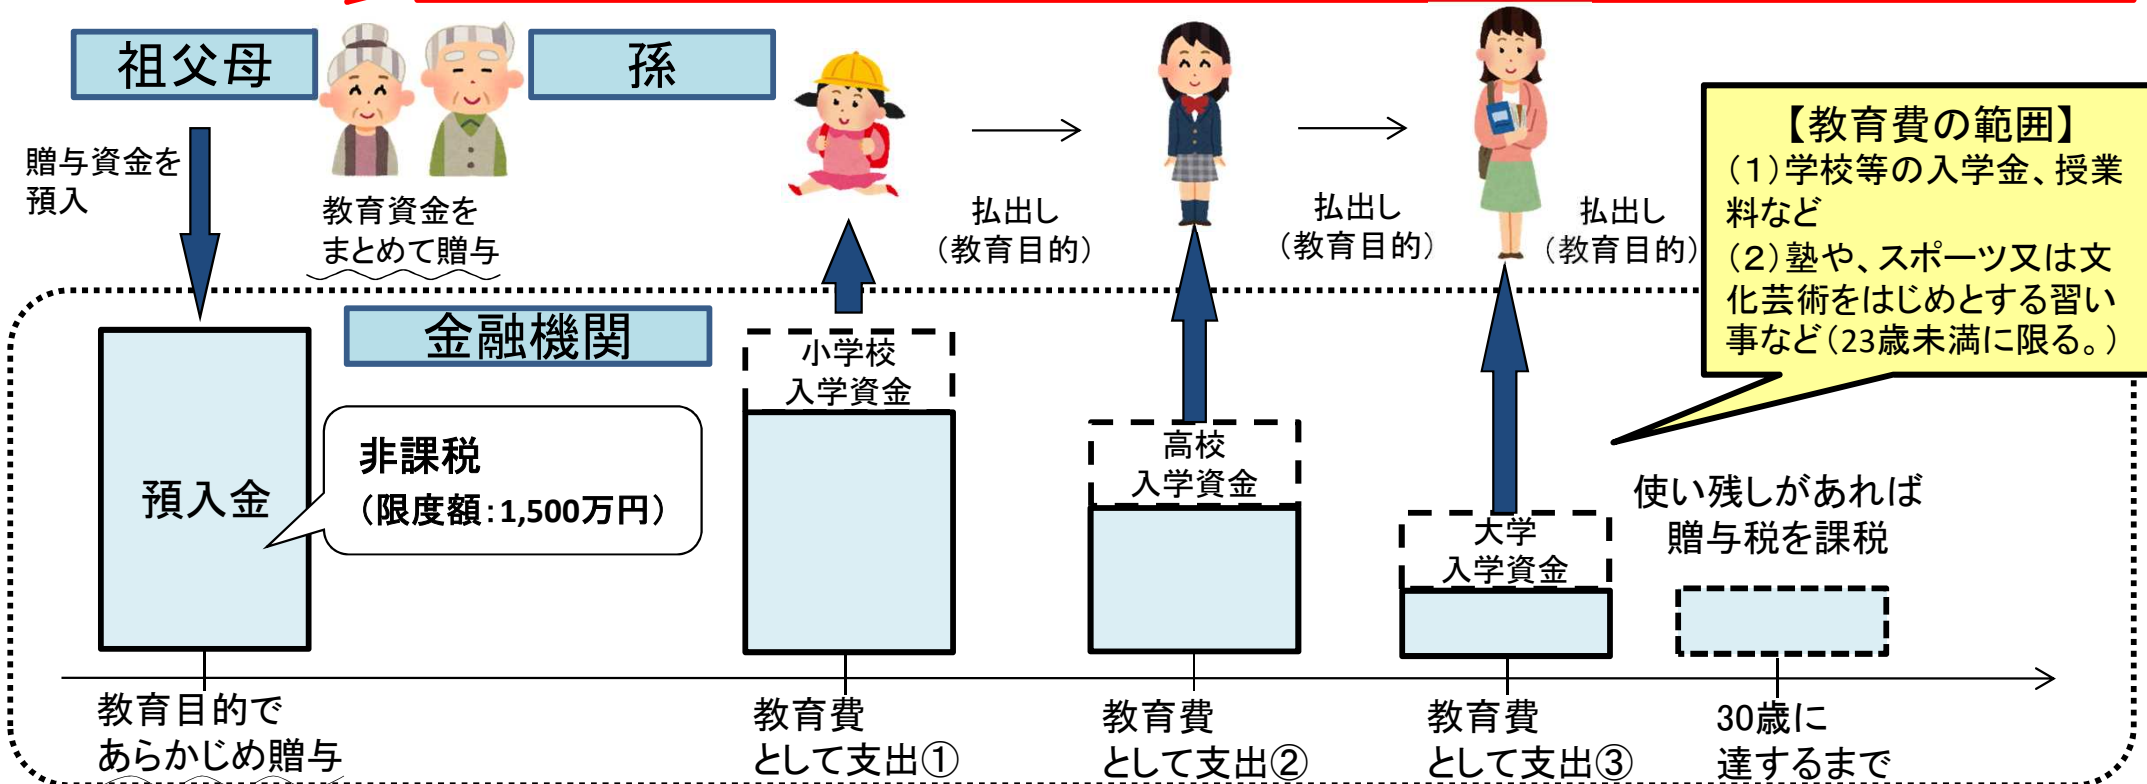 祖父母
孫
贈与資金を
預入
教育資金を
まとめて贈与
払出し
（教育目的）
払出し
（教育目的）
払出し
（教育目的）
【教育費の範囲】
（１）学校等の入学金、授業
料など
（２）塾や、スポーツ又は文
化芸術をはじめとする習い
事など（23歳未満に限る。）
金融機関
預入金
非課税
（限度額：1,500万円）
小学校
入学資金
高校
入学資金
大学
入学資金
使い残しがあれば
贈与税を課税
教育目的で
あらかじめ贈与
教育費
として支出①
教育費
として支出②
教育費
として支出③
30歳に
達するまで